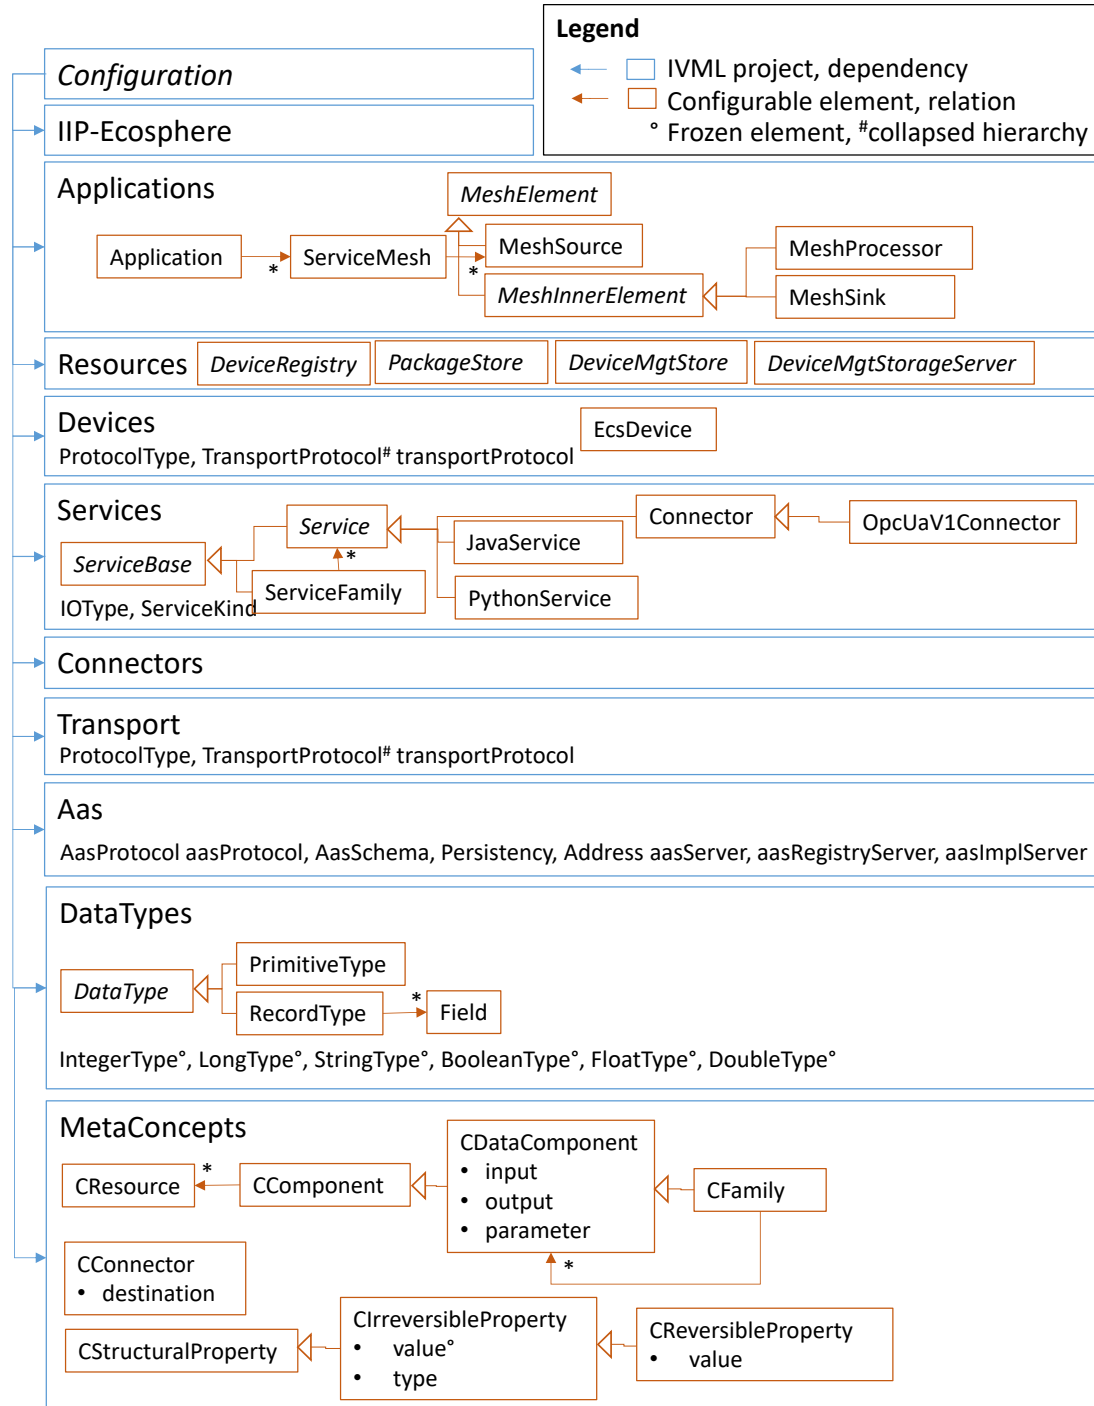 Legend
IVML project, dependency
Configurable element, relation
° Frozen element, #collapsed hierarchy
Configuration
IIP-Ecosphere
Applications
MeshElement
Application
*
ServiceMesh
*
MeshSource
MeshInnerElement
MeshProcessor
MeshSink
Resources
DeviceRegistry
PackageStore
DeviceMgtStore
DeviceMgtStorageServer
Devices
EcsDevice
ProtocolType, TransportProtocol# transportProtocol
Services
Service
Connector
OpcUaV1Connector
JavaService
ServiceBase
*
ServiceFamily
PythonService
IOType, ServiceKind
Connectors
Transport
ProtocolType, TransportProtocol# transportProtocol
Aas
AasProtocol aasProtocol, AasSchema, Persistency, Address aasServer, aasRegistryServer, aasImplServer
DataTypes
PrimitiveType
DataType
RecordType
*
Field
IntegerType°, LongType°, StringType°, BooleanType°, FloatType°, DoubleType°
MetaConcepts
CResource
*
CComponent
CDataComponent
• input
• output
• parameter
CFamily
*
CConnector
• destination
CStructuralProperty
CIrreversibleProperty
• value°
• type
CReversibleProperty
• value